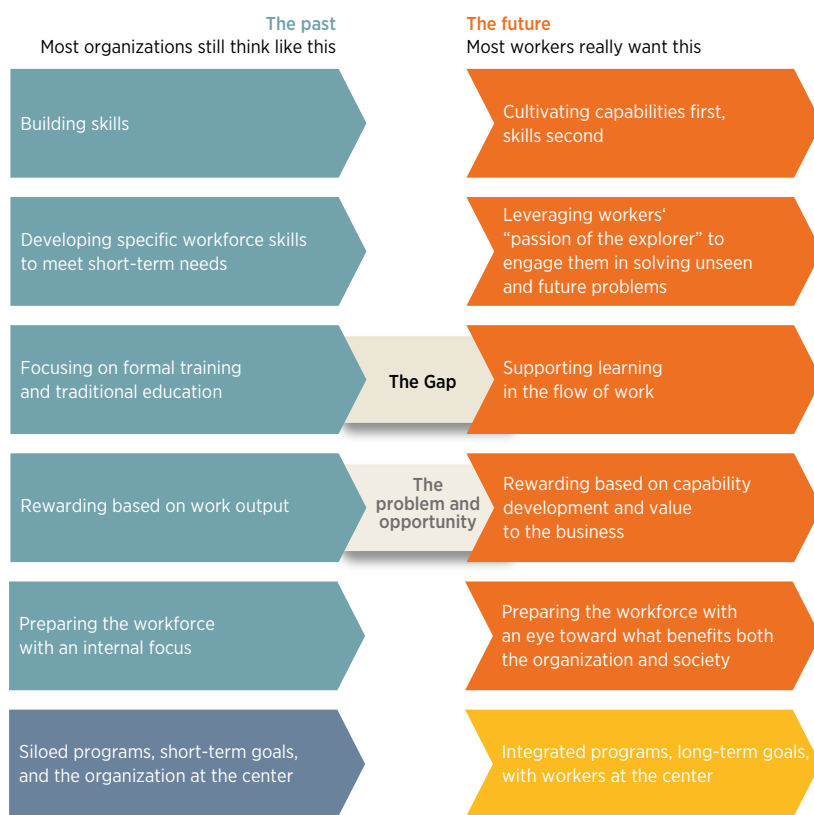 The past
Most organizations still think like this
The future
Most workers really want this
Building skills
Cultivating capabilities first,
skills second
Developing specific workforce skills
to meet short-term needs
Leveraging workers‘
“passion of the explorer” to
engage them in solving unseen
and future problems
Focusing on formal training
and traditional education
The Gap
Supporting learning
in the flow of work
Rewarding based on work output
The
problem and
opportunity
Rewarding based on capability
development and value
to the business
Preparing the workforce
with an internal focus
Preparing the workforce with
an eye toward what benefits both
the organization and society
Siloed programs, short-term goals,
and the organization at the center
Integrated programs, long-term goals,
with workers at the center